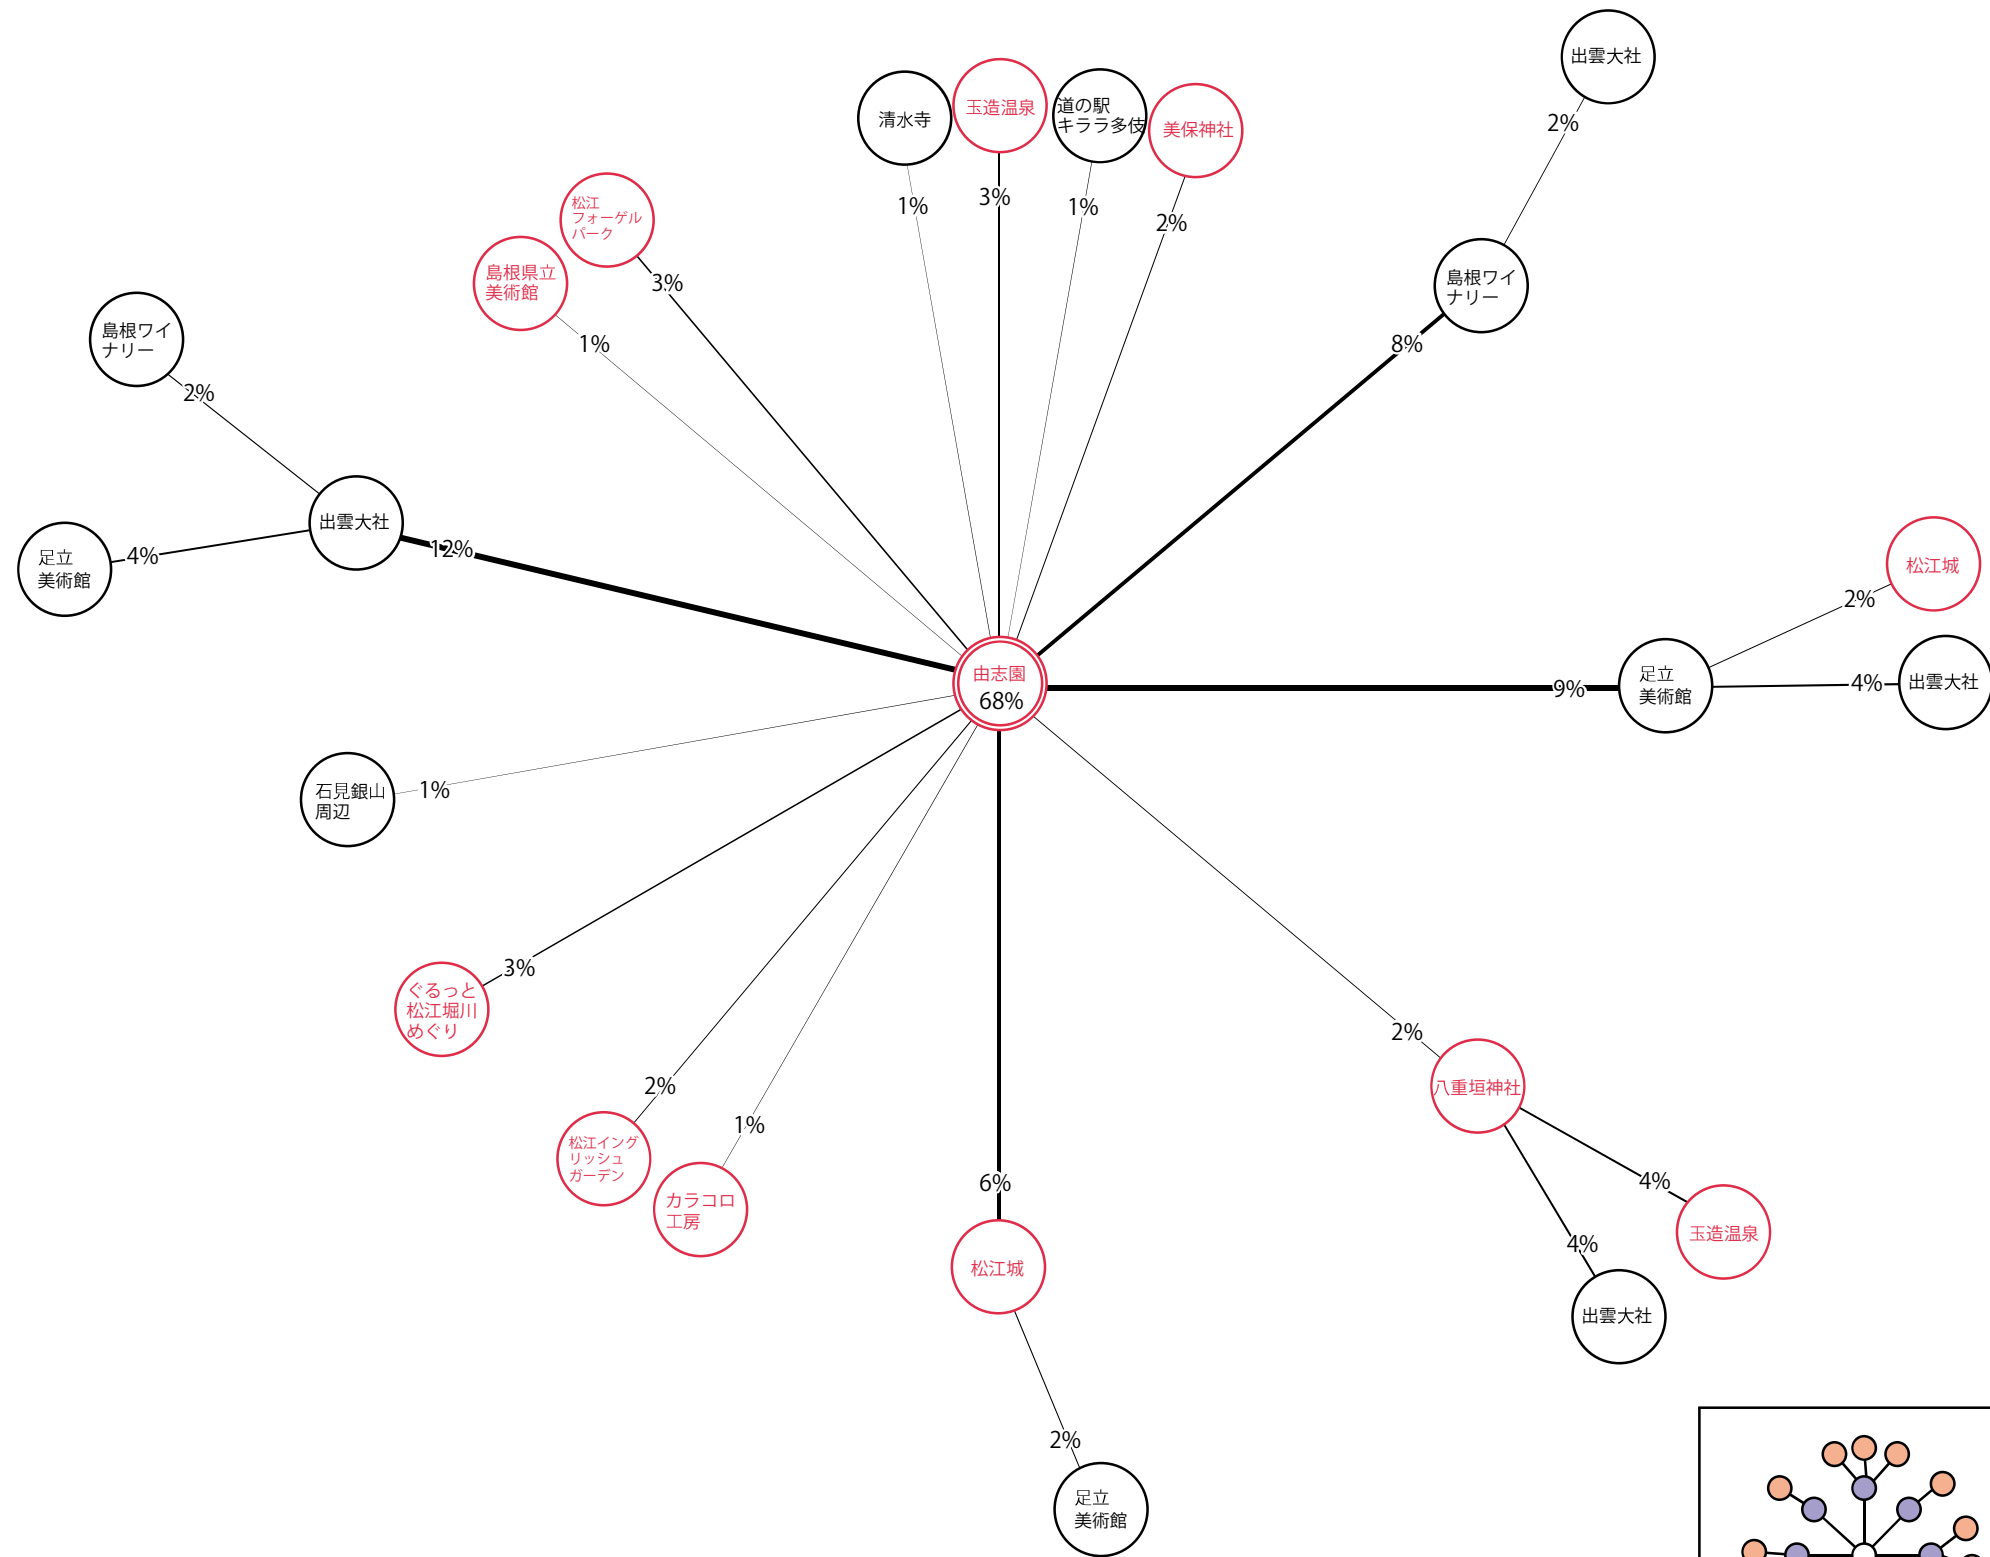 出雲大社
2%
清水寺
玉造温泉
道の駅
キララ多伎
美保神社
1%
3%
1%
2%
松江
フォーゲル
パーク
3%
島根県立
美術館
1%
島根ワイ
ナリー
8%
島根ワイ
ナリー
2%
出雲大社
12%
足立
美術館
4%
松江城
2%
由志園
68%
9%
足立
美術館
4%
出雲大社
石見銀山
周辺
1%
ぐるっと
松江堀川
めぐり
3%
2%
松江イング
リッシュ
ガーデン
1%
カラコロ
工房
6%
松江城
2%
八重垣神社
4%
玉造温泉
4%
出雲大社
2%
足立
美術館